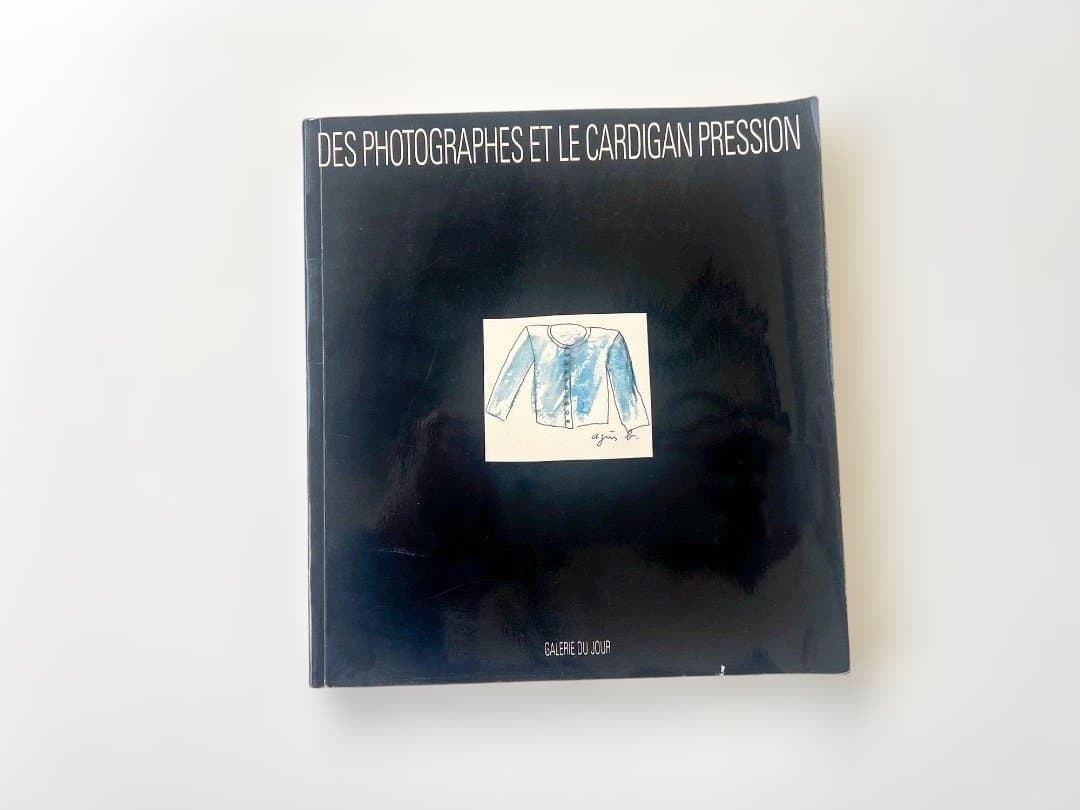 DES PHOTOGRAPHES ET LE CARDIGAN PRESSION
agnès b.
GALERIE DU JOUR